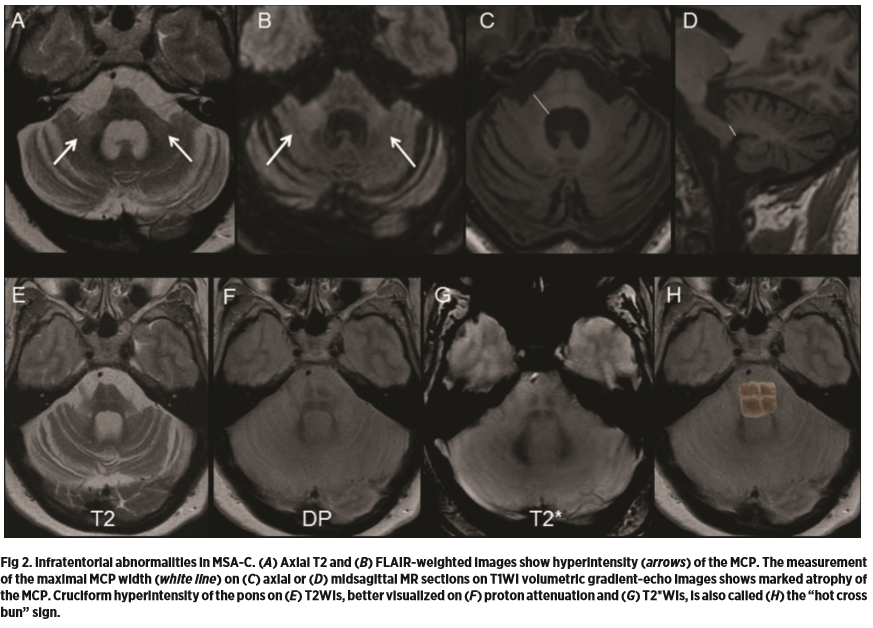 A
B
C
D
E
F
G
H
T2
DP
T2*
Fig 2. Infratentorial abnormalities in MSA-C. (A) Axial T2 and (B) FLAIR-weighted images show hyperintensity (arrows) of the MCP. The measurement
of the maximal MCP width (white line) on (C) axial or (D) midsagittal MR sections on T1WI volumetric gradient-echo images shows marked atrophy of
the MCP. Cruciform hyperintensity of the pons on (E) T2WIs, better visualized on (F) proton attenuation and (G) T2*WIs, is also called (H) the “hot cross
bun” sign.